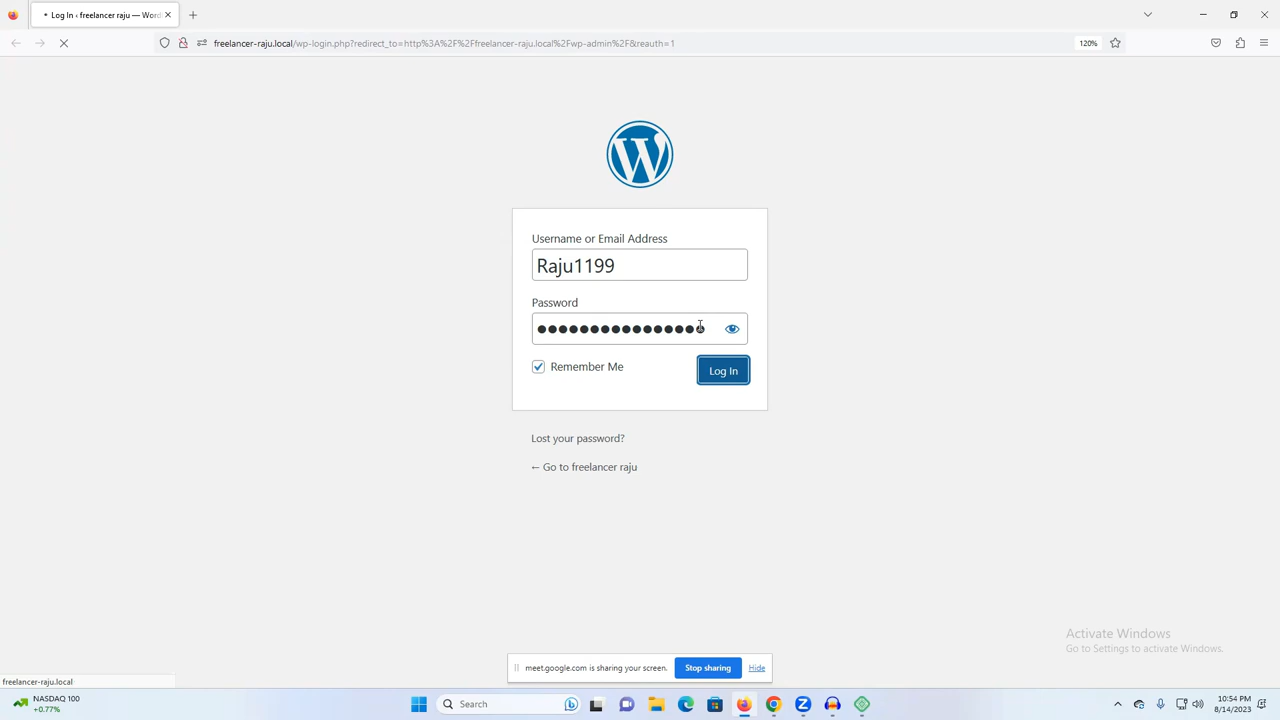 Log In ‹ freelancer raju — Word
freelancer-raju.local/wp-login.php?redirect_to=http%3A%2F%2Ffreelancer-raju.local%2Fwp-admin%2F&reauth=1
120%
Username or Email Address
Raju1199
Password
Remember Me
Log In
Lost your password?
← Go to freelancer raju
Activate Windows
Go to Settings to activate Windows.
meet.google.com is sharing your screen.
Stop sharing
Hide
freelancer-raju.local
NASDAQ 100
+0.77%
Search
10:54 PM
8/14/2023